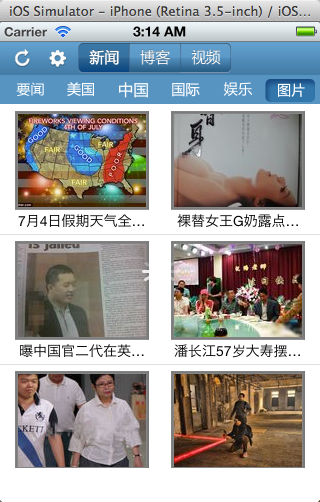 iOS Simulator - iPhone (Retina 3.5-inch) / iOS...
Carrier 3:14 AM
新闻 博客 视频
要闻 美国 中国 国际 娱乐 图片
FIREWORKS VIEWING CONDITIONS
4TH OF JULY
GOOD
FAIR
FAIR
GOOD
POOR
FAIR
7月4日假期天气全...
裸替女王G奶露点...
is jailed
曝中国官二代在英...
潘长江57岁大寿摆...